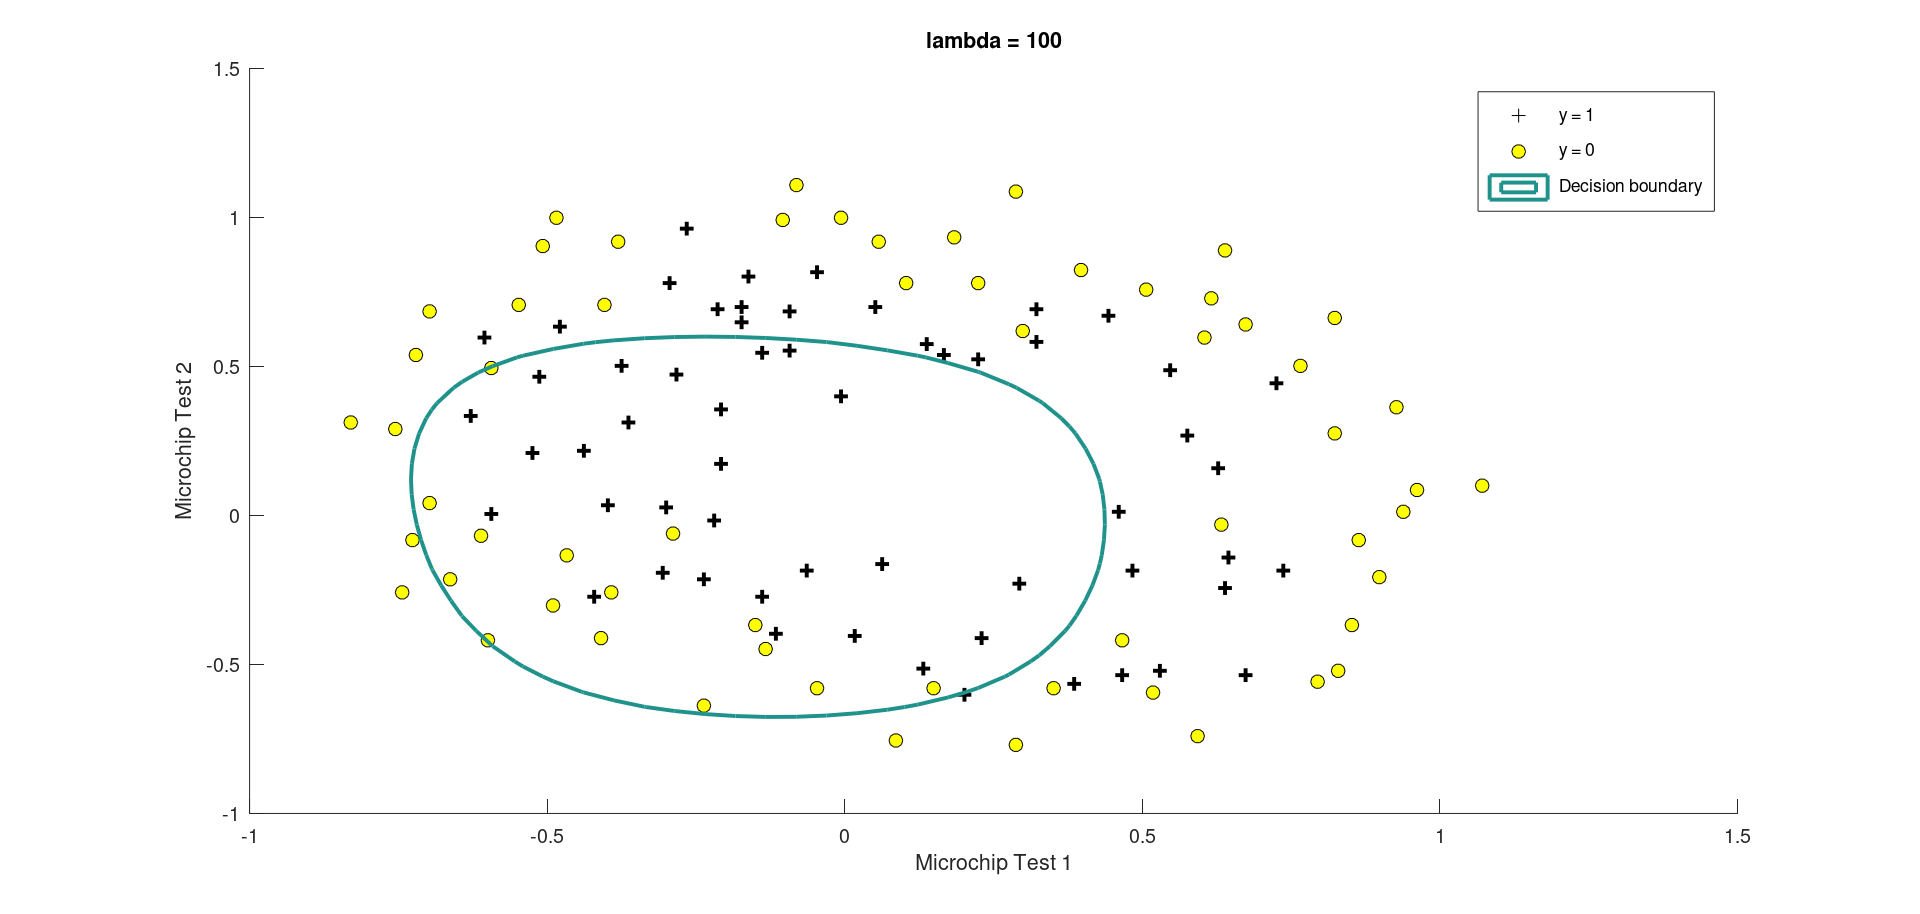 lambda = 100
1.5
1
0.5
0
-0.5
-1
Microchip Test 2
y = 1
y = 0
Decision boundary
-1
-0.5
0
0.5
1
1.5
Microchip Test 1